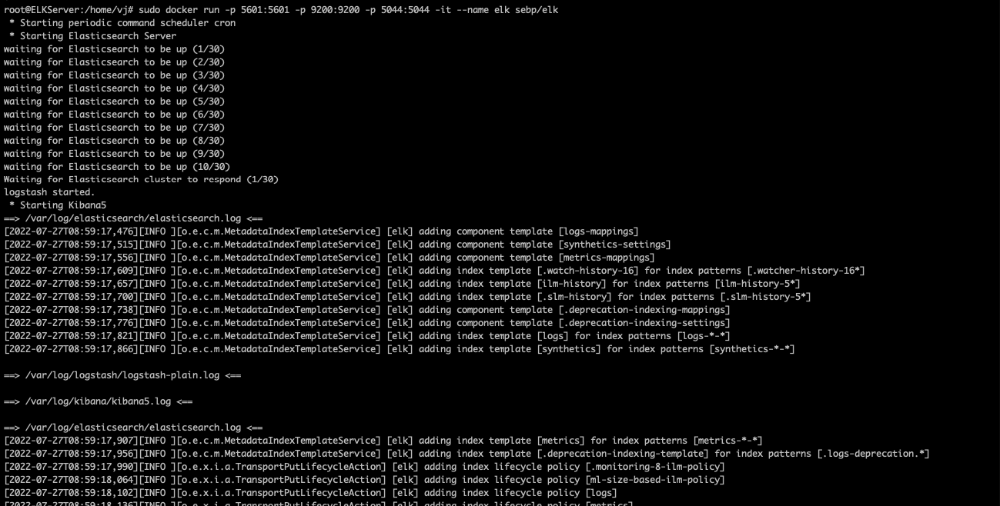 root@ELKServer:/home/vj# sudo docker run -p 5601:5601 -p 9200:9200 -p 5044:5044 -it --name elk sebp/elk
 * Starting periodic command scheduler cron
 * Starting Elasticsearch Server
waiting for Elasticsearch to be up (1/30)
waiting for Elasticsearch to be up (2/30)
waiting for Elasticsearch to be up (3/30)
waiting for Elasticsearch to be up (4/30)
waiting for Elasticsearch to be up (5/30)
waiting for Elasticsearch to be up (6/30)
waiting for Elasticsearch to be up (7/30)
waiting for Elasticsearch to be up (8/30)
waiting for Elasticsearch to be up (9/30)
waiting for Elasticsearch to be up (10/30)
Waiting for Elasticsearch cluster to respond (1/30)
logstash started.
 * Starting Kibana5
==> /var/log/elasticsearch/elasticsearch.log <==
[2022-07-27T08:59:17,476][INFO ][o.e.c.m.MetadataIndexTemplateService] [elk] adding component template [logs-mappings]
[2022-07-27T08:59:17,515][INFO ][o.e.c.m.MetadataIndexTemplateService] [elk] adding component template [synthetics-settings]
[2022-07-27T08:59:17,556][INFO ][o.e.c.m.MetadataIndexTemplateService] [elk] adding component template [metrics-mappings]
[2022-07-27T08:59:17,609][INFO ][o.e.c.m.MetadataIndexTemplateService] [elk] adding index template [.watch-history-16] for index patterns [.watcher-history-16*]
[2022-07-27T08:59:17,657][INFO ][o.e.c.m.MetadataIndexTemplateService] [elk] adding index template [ilm-history] for index patterns [ilm-history-5*]
[2022-07-27T08:59:17,700][INFO ][o.e.c.m.MetadataIndexTemplateService] [elk] adding index template [.slm-history] for index patterns [.slm-history-5*]
[2022-07-27T08:59:17,738][INFO ][o.e.c.m.MetadataIndexTemplateService] [elk] adding component template [.deprecation-indexing-mappings]
[2022-07-27T08:59:17,776][INFO ][o.e.c.m.MetadataIndexTemplateService] [elk] adding component template [.deprecation-indexing-settings]
[2022-07-27T08:59:17,821][INFO ][o.e.c.m.MetadataIndexTemplateService] [elk] adding index template [logs] for index patterns [logs-*-*]
[2022-07-27T08:59:17,866][INFO ][o.e.c.m.MetadataIndexTemplateService] [elk] adding index template [synthetics] for index patterns [synthetics-*-*]
==> /var/log/logstash/logstash-plain.log <==
==> /var/log/kibana/kibana5.log <==
==> /var/log/elasticsearch/elasticsearch.log <==
[2022-07-27T08:59:17,907][INFO ][o.e.c.m.MetadataIndexTemplateService] [elk] adding index template [metrics] for index patterns [metrics-*-*]
[2022-07-27T08:59:17,956][INFO ][o.e.c.m.MetadataIndexTemplateService] [elk] adding index template [.deprecation-indexing-template] for index patterns [.logs-deprecation.*]
[2022-07-27T08:59:17,990][INFO ][o.e.x.i.a.TransportPutLifecycleAction] [elk] adding index lifecycle policy [.monitoring-8-ilm-policy]
[2022-07-27T08:59:18,064][INFO ][o.e.x.i.a.TransportPutLifecycleAction] [elk] adding index lifecycle policy [ml-size-based-ilm-policy]
[2022-07-27T08:59:18,102][INFO ][o.e.x.i.a.TransportPutLifecycleAction] [elk] adding index lifecycle policy [logs]
[2022-07-27T08:59:18,136][INFO ][o.e.x.i.a.TransportPutLifecycleAction] [elk] adding index lifecycle policy [metrics]